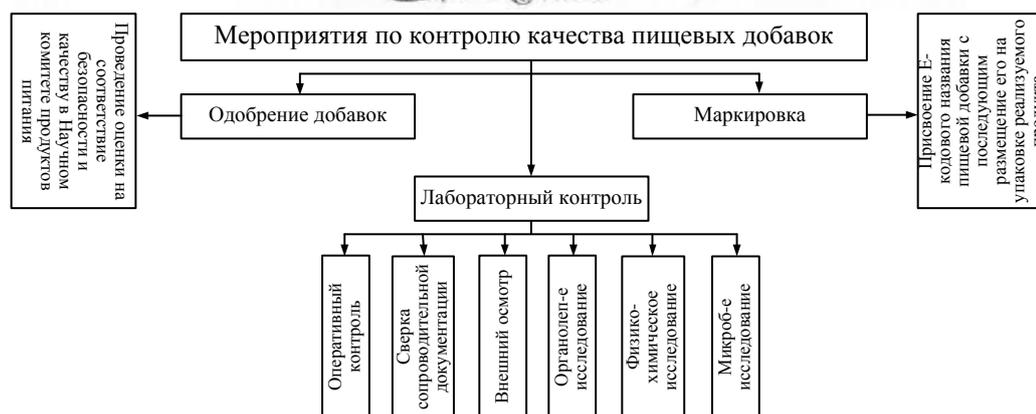 Мероприятия по контролю качества пищевых добавок
Проведение оценки на
соответствие
безопасности и
качеству в Научном
комитете продуктов
питания
Одобрение добавок
Маркировка
Присвоение Е-
кодового названия
пищевой добавки с
последующим
размещение его на
упаковке реализуемого
Лабораторный контроль
Оперативный
контроль
Сверка
сопроводительной
документации
Внешний осмотр
Органолеп-е
исследование
Физико-
химическое
исследование
Микроб-е
исследование